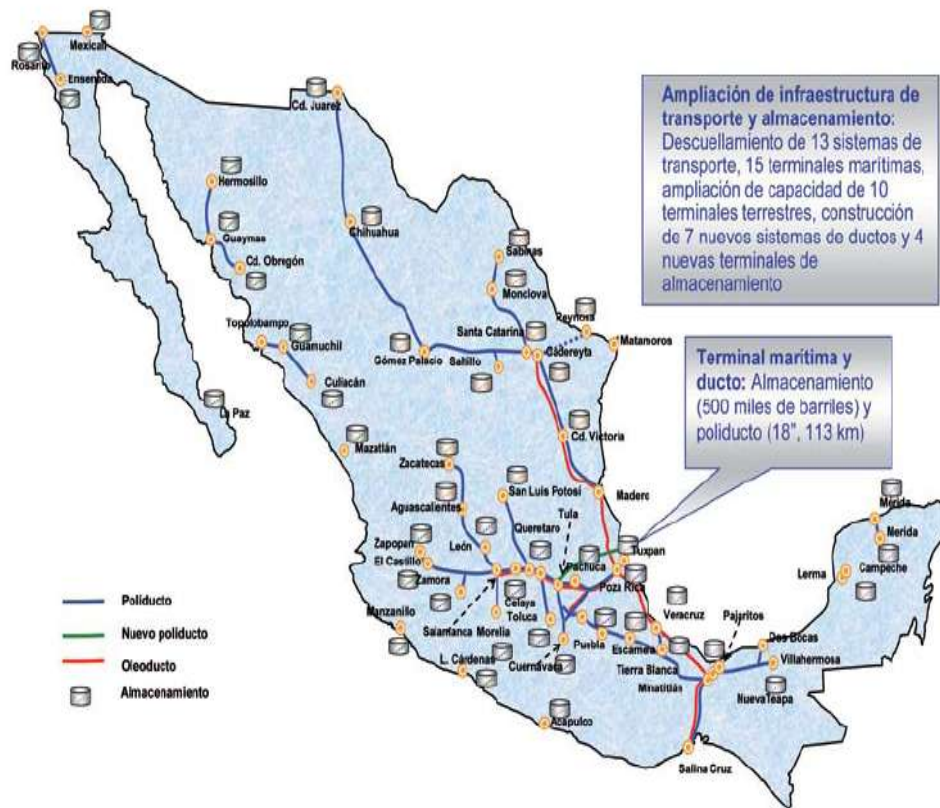 Mexicali
Rosarito
Ensenada
Cd. Juarez
Ampliación de infraestructura de
transporte y almacenamiento:
Descuellamiento de 13 sistemas de
transporte, 15 terminales marítimas,
ampliación de capacidad de 10
terminales terrestres, construcción
de 7 nuevos sistemas de ductos y 4
nuevas terminales de
almacenamiento
Hermosillo
Chihuahua
Guaymas
Cd. Obregón
Sabinas
Monclova
Reynosa
Topolobampo
Guamuchil
Santa Catarina
Matanoros
Cadereyta
Gómez Palacio
Saltillo
Culiacán
La Paz
Terminal marítima y
ducto: Almacenamiento
(500 miles de barriles) y
poliducto (18", 113 km)
Cd. Victoria
Mazatlán
Zacatecas
San Luis Potosí
Madero
Aguascalientes
Tula
Queretaro
Zapopan
León
Tuxpan
El Castillo
Pachuca
Zamora
Poza Rica
Celaya
Manzanillo
Toluca
Salamanca
Morelia
Veracruz
Pajaritos
Puebla
Escamela
Cuernavaca
L. Cárdenas
Tierra Blanca
Minatitlán
Dos Bocas
Villahermosa
Nueva Teapa
Acapulco
Salina Cruz
Mérida
Merida
Lerma
Campeche
Poliducto
Nuevo poliducto
Oleoducto
Almacenamiento